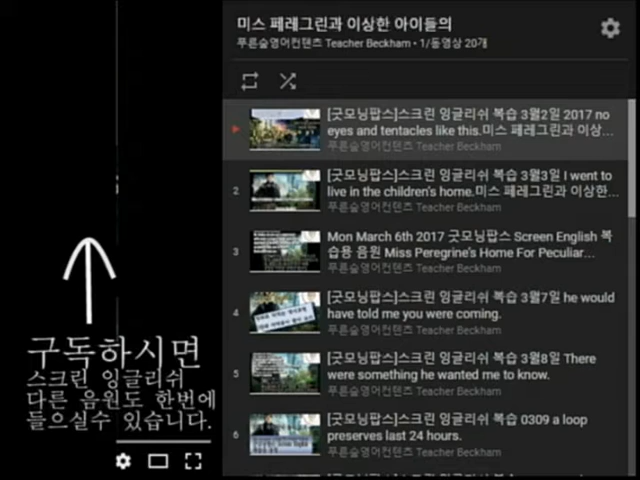 미스 페레그린과 이상한 아이들의
푸른숲영어컨텐츠 Teacher Beckham • 1/동영상 20개
[굿모닝팝스]스크린 잉글리쉬 복습 3월2일 2017 no
eyes and tentacles like this.미스 페레그린과 이상...
푸른숲영어컨텐츠 Teacher Beckham
2
[굿모닝팝스]스크린 잉글리쉬 복습 3월3일 I went to
live in the children's home.미스 페레그린과 이상한...
푸른숲영어컨텐츠 Teacher Beckham
3
Mon March 6th 2017 굿모닝팝스 Screen English 복
습용 음원 Miss Peregrine's Home For Peculiar...
푸른숲영어컨텐츠 Teacher Beckham
4
[굿모닝팝스]스크린 잉글리쉬 복습 3월7일 he would
have told me you were coming.
푸른숲영어컨텐츠 Teacher Beckham
5
[굿모닝팝스]스크린 잉글리쉬 복습 3월8일 There
were something he wanted me to know.
푸른숲영어컨텐츠 Teacher Beckham
6
[굿모닝팝스]스크린 잉글리쉬 복습 0309 a loop
preserves last 24 hours.
푸른숲영어컨텐츠 Teacher Beckham
구독하시면
스크린 잉글리쉬
다른 음원도 한번에
들으실수 있습니다.